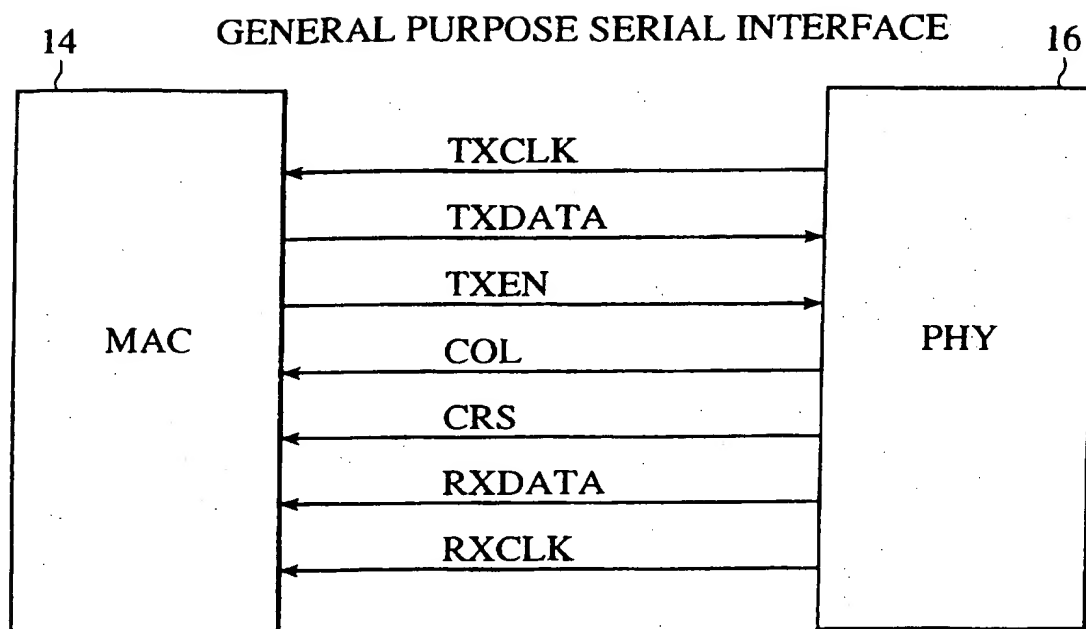 GENERAL PURPOSE SERIAL INTERFACE
14
16
TXCLK
TXDATA
TXEN
MAC
PHY
COL
CRS
RXDATA
RXCLK